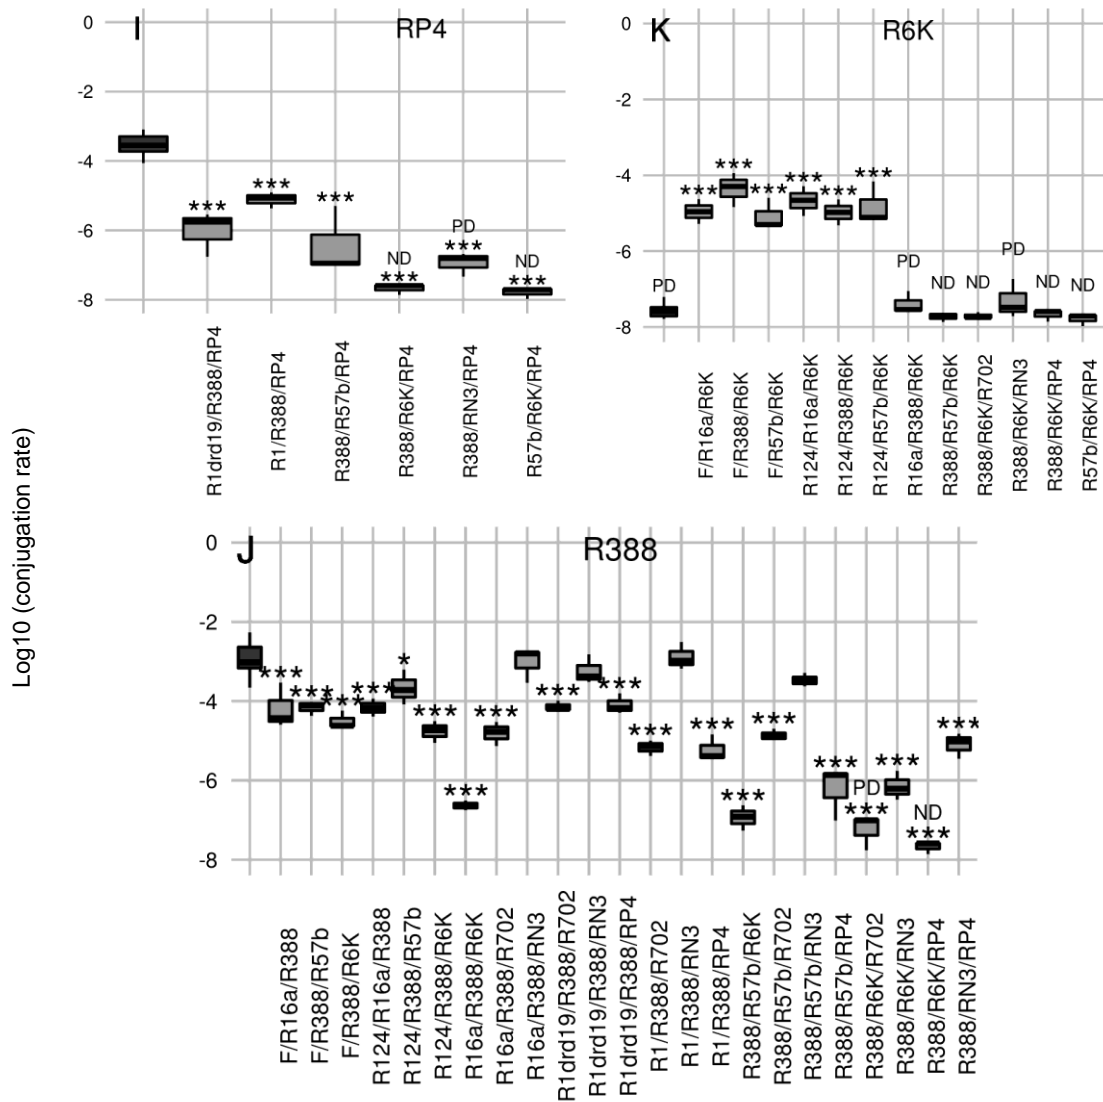 I RP4
0
-2
-4
-6
-8
***
***
***
ND
***
PD
***
ND
***
R1drd19/R388/RP4
R1/R388/RP4
R388/R57b/RP4
R388/R6K/RP4
R388/RN3/RP4
R57b/R6K/RP4
K R6K
0
-2
-4
-6
-8
PD
***
***
***
***
***
***
PD
ND
ND
PD
ND
ND
F/R16a/R6K
F/R388/R6K
F/R57b/R6K
R124/R16a/R6K
R124/R388/R6K
R124/R57b/R6K
R16a/R388/R6K
R388/R57b/R6K
R388/R6K/R702
R388/R6K/RN3
R388/R6K/RP4
R57b/R6K/RP4
Log10 (conjugation rate)
J R388
0
-2
-4
-6
-8
***
***
***
***
*
***
***
***
***
***
***
***
***
***
***
PD
***
***
ND
***
***
F/R16a/R388
F/R388/R57b
F/R388/R6K
R124/R16a/R388
R124/R388/R57b
R124/R388/R6K
R16a/R388/R6K
R16a/R388/R702
R16a/R388/RN3
R1drd19/R388/R702
R1drd19/R388/RN3
R1drd19/R388/RP4
R1/R388/R702
R1/R388/RN3
R1/R388/RP4
R388/R57b/R6K
R388/R57b/R702
R388/R57b/RN3
R388/R57b/RP4
R388/R6K/R702
R388/R6K/RN3
R388/R6K/RP4
R388/RN3/RP4